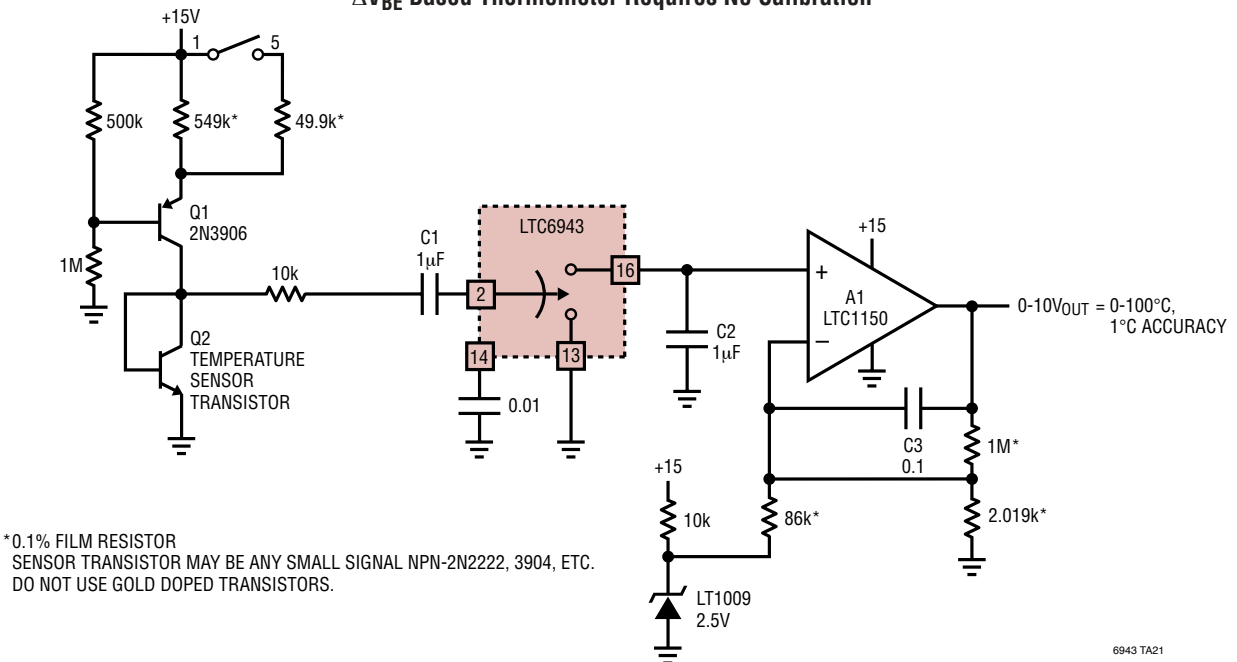 ΔVBE Based Thermometer Requires No Calibration
+15V
1
5
500k
549k*
49.9k*
Q1
2N3906
1M
10k
C1
1µF
LTC6943
2
16
14
13
0.01
Q2
TEMPERATURE
SENSOR
TRANSISTOR
C2
1µF
+15
+
A1
LTC1150
−
0-10VOUT = 0-100°C,
1°C ACCURACY
C3
0.1
1M*
2.019k*
+15
10k
86k*
LT1009
2.5V
*0.1% FILM RESISTOR
SENSOR TRANSISTOR MAY BE ANY SMALL SIGNAL NPN-2N2222, 3904, ETC.
DO NOT USE GOLD DOPED TRANSISTORS.
6943 TA21